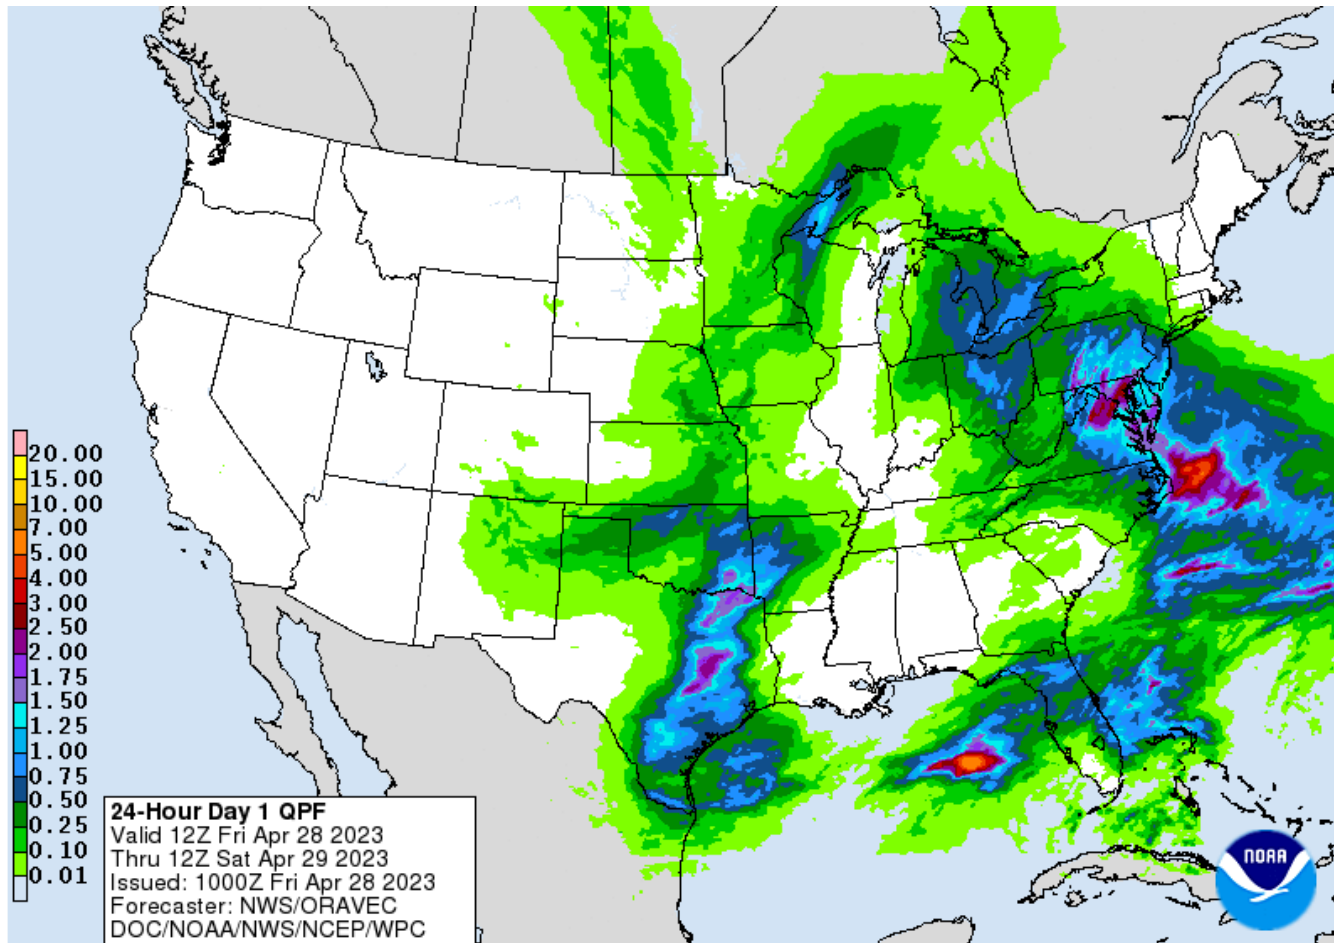 20.00
15.00
10.00
7.00
5.00
4.00
3.00
2.50
2.00
1.75
1.50
1.25
1.00
0.75
0.50
0.25
0.10
0.01
24-Hour Day 1 QPF
Valid 12Z Fri Apr 28 2023
Thru 12Z Sat Apr 29 2023
Issued: 1000Z Fri Apr 28 2023
Forecaster: NWS/ORAVEC
DOC/NOAA/NWS/NCEP/WPC
NOAA